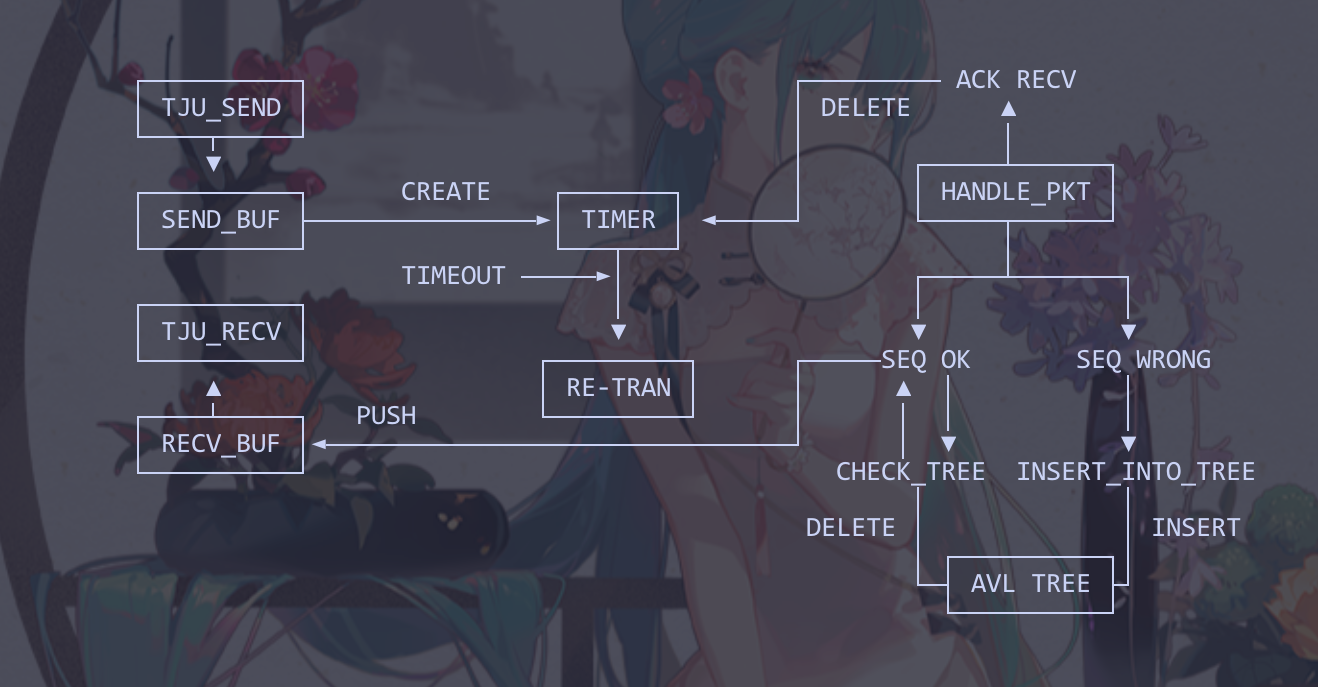 TJU_SEND
ACK RECV
DELETE
HANDLE_PKT
CREATE
SEND_BUF
TIMER
TIMEOUT
TJU_RECV
SEQ OK
SEQ WRONG
RE-TRAN
PUSH
RECV_BUF
CHECK_TREE
INSERT_INTO_TREE
DELETE
INSERT
AVL TREE